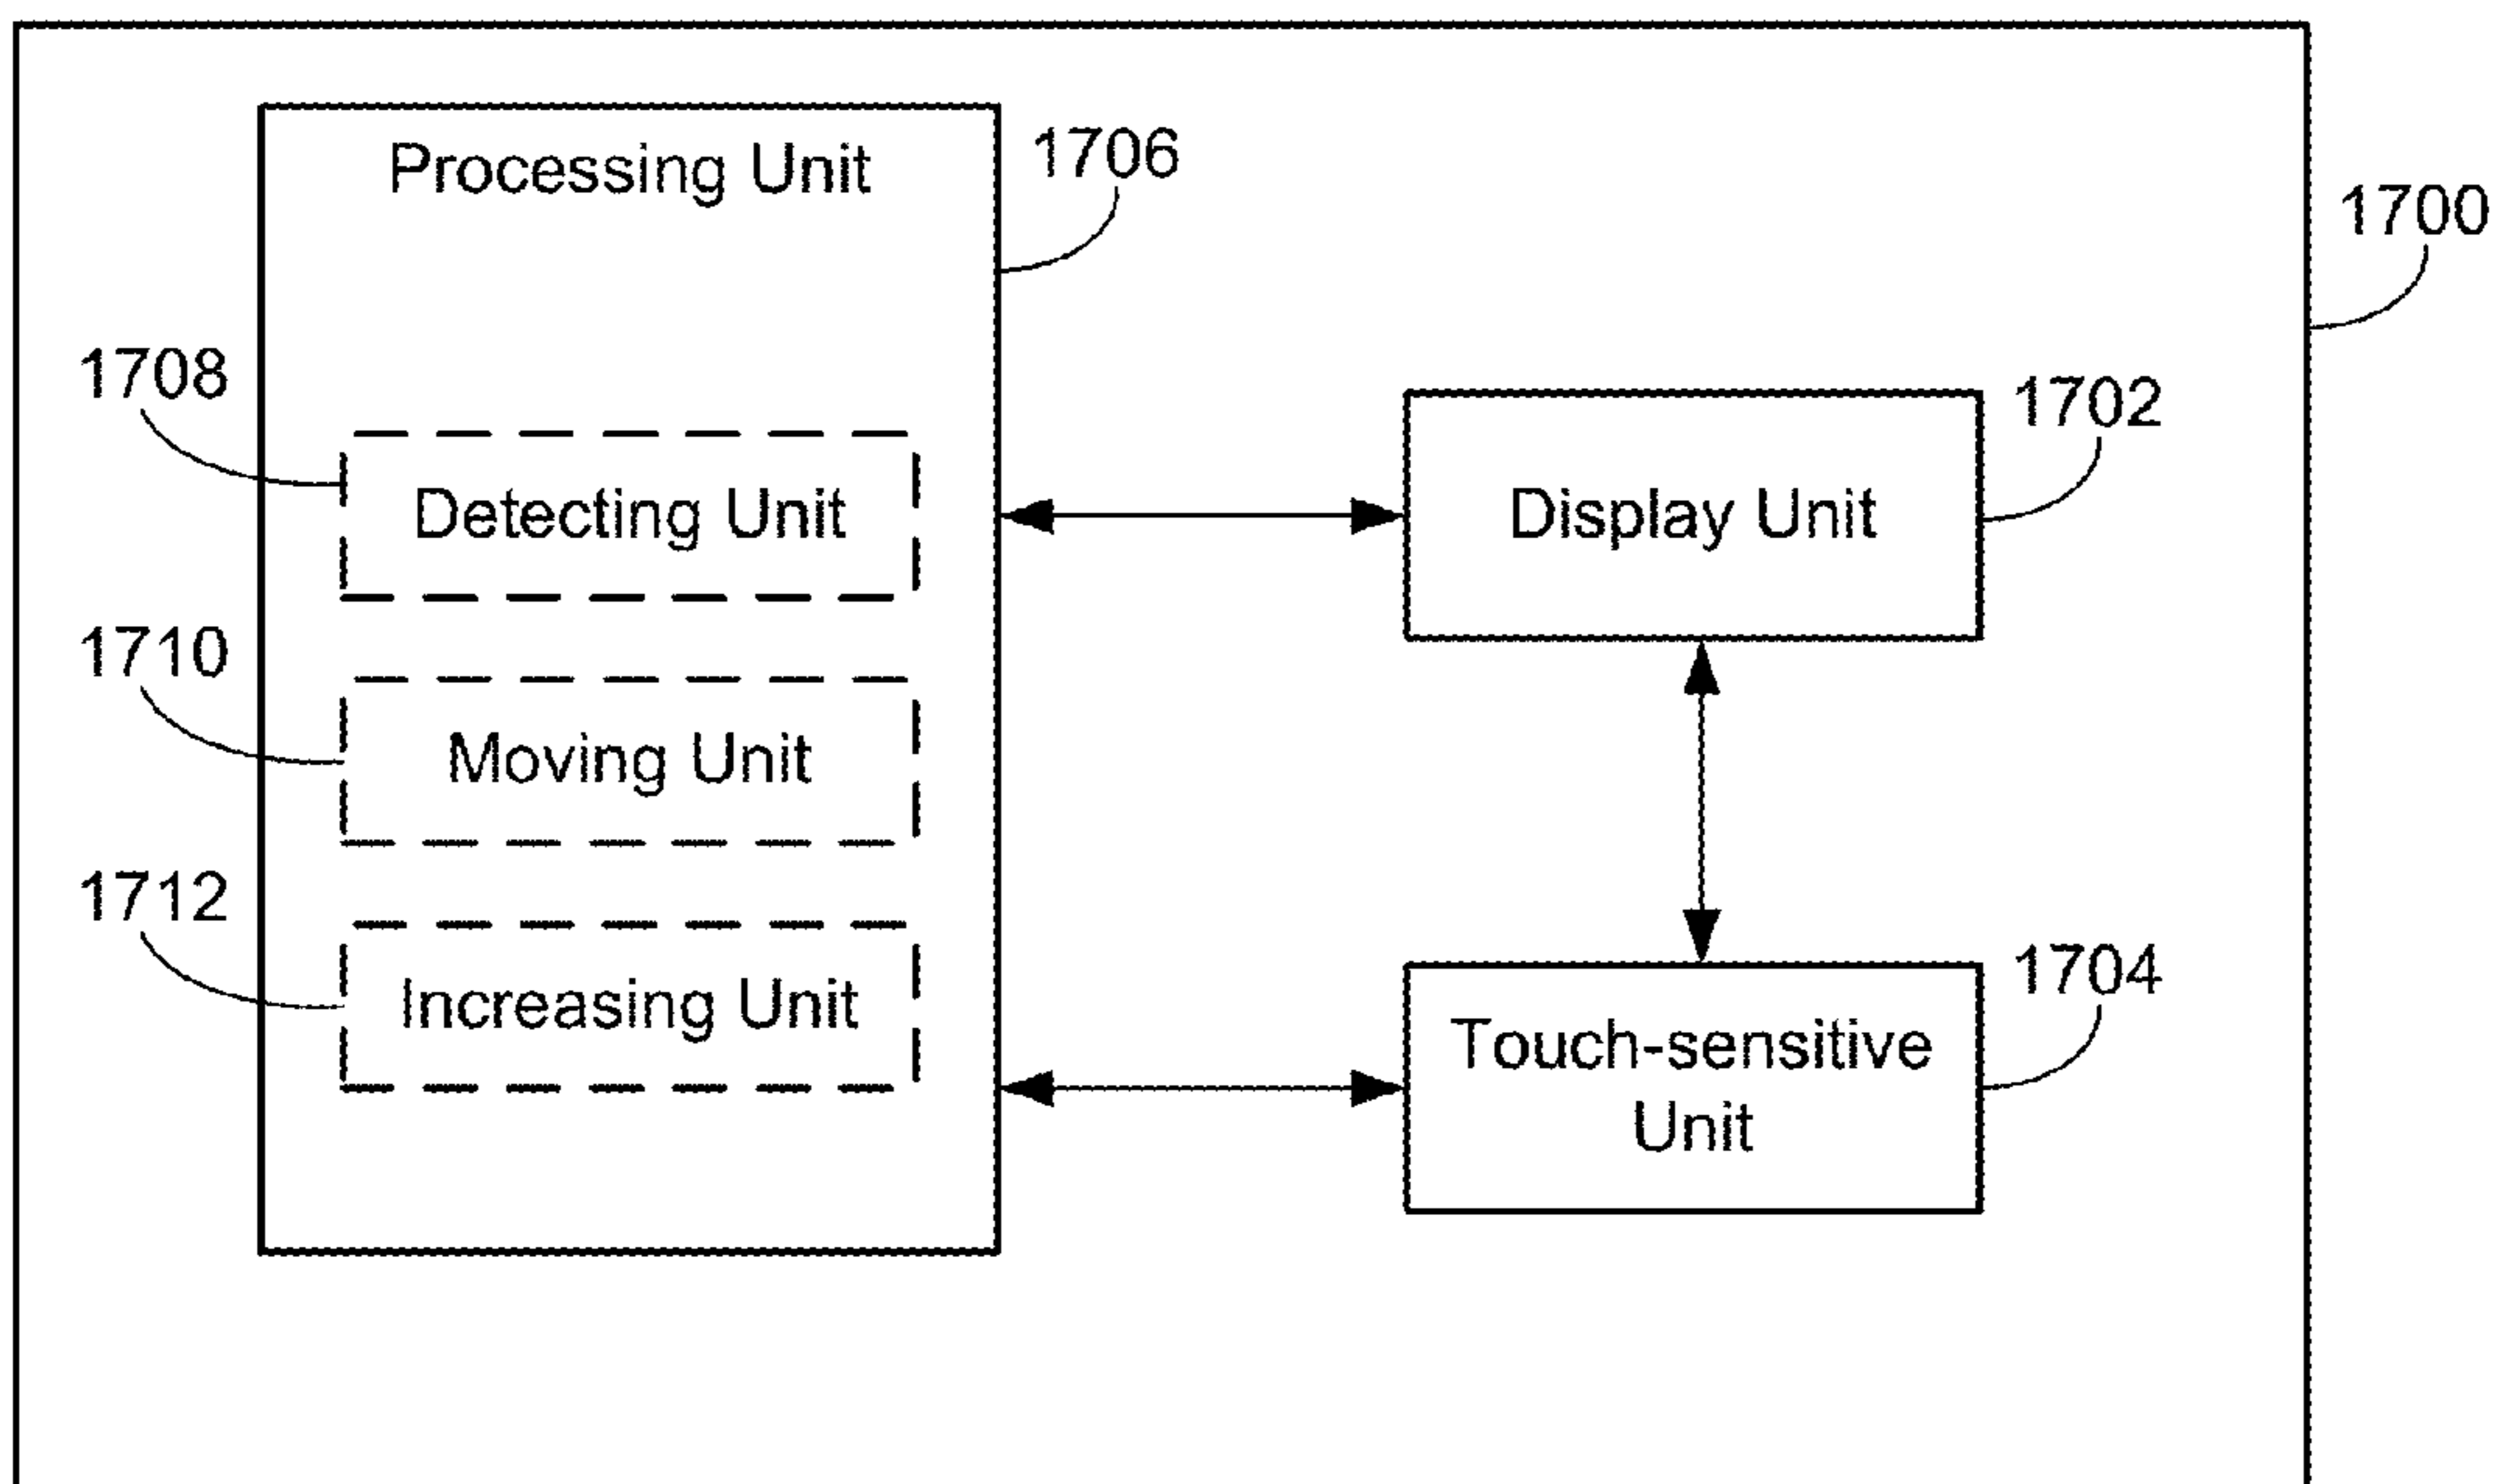 Processing Unit
1706
1700
1708
Detecting Unit
1702
Display Unit
1710
Moving Unit
1712
Increasing Unit
1704
Touch-sensitive
Unit